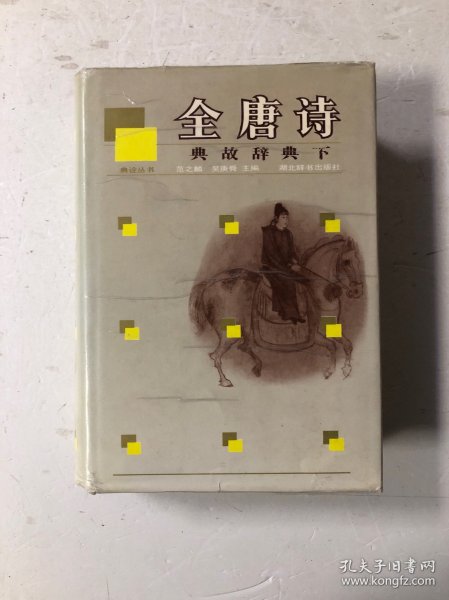 全唐诗
典故辞典 下
典诠丛书 范之麟 吴庚舜 主编 湖北辞书出版社
孔夫子旧书网
www.kongfz.com